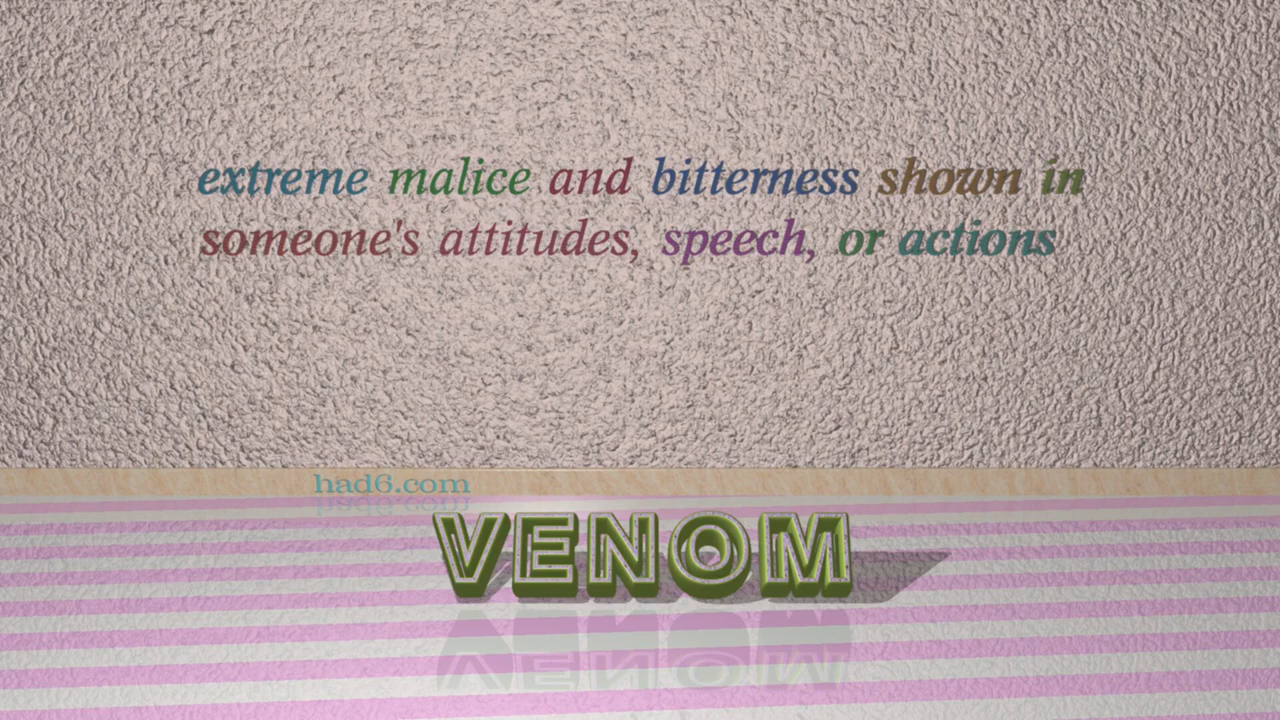 extreme malice and bitterness shown in
someone's attitudes, speech, or actions
had6.com
VENOM